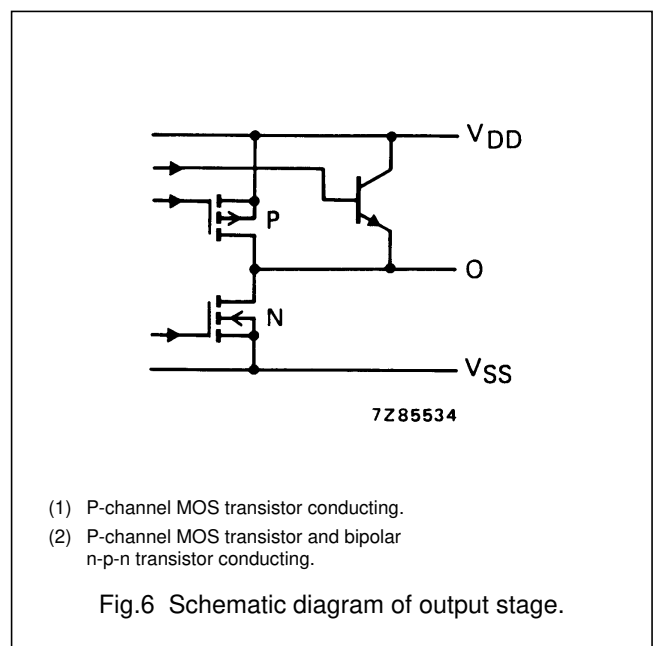 VDD
P
O
N
VSS
7Z85534
(1) P-channel MOS transistor conducting.
(2) P-channel MOS transistor and bipolar
n-p-n transistor conducting.
Fig.6 Schematic diagram of output stage.